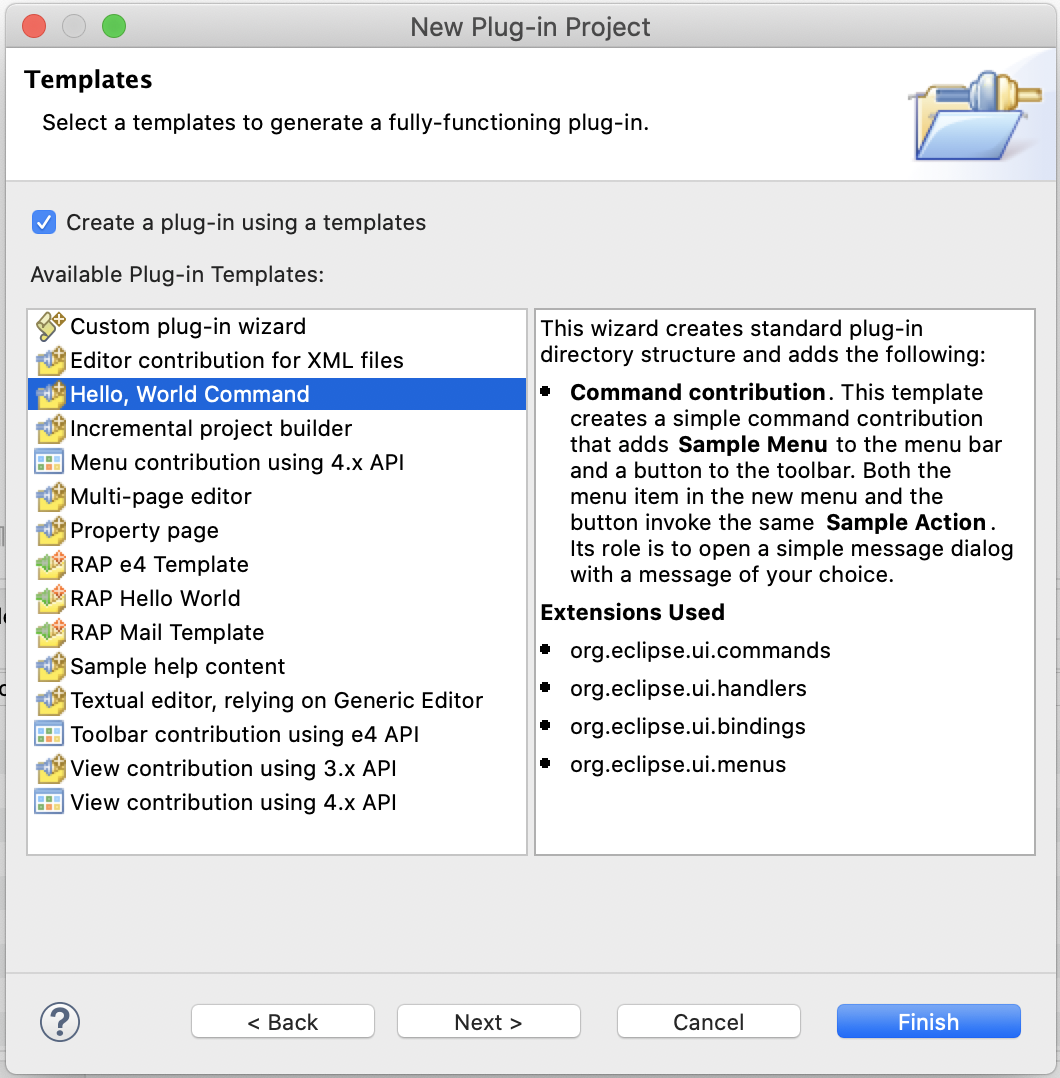 New Plug-in Project
Templates
Select a templates to generate a fully-functioning plug-in.
Create a plug-in using a templates
Available Plug-in Templates:
Custom plug-in wizard
Editor contribution for XML files
Hello, World Command
Incremental project builder
Menu contribution using 4.x API
Multi-page editor
Property page
RAP e4 Template
RAP Hello World
RAP Mail Template
Sample help content
Textual editor, relying on Generic Editor
Toolbar contribution using e4 API
View contribution using 3.x API
View contribution using 4.x API
This wizard creates standard plug-in
directory structure and adds the following:
Command contribution. This template
creates a simple command contribution
that adds Sample Menu to the menu bar
and a button to the toolbar. Both the
menu item in the new menu and the
button invoke the same Sample Action.
Its role is to open a simple message dialog
with a message of your choice.
Extensions Used
org.eclipse.ui.commands
org.eclipse.ui.handlers
org.eclipse.ui.bindings
org.eclipse.ui.menus
?
< Back
Next >
Cancel
Finish